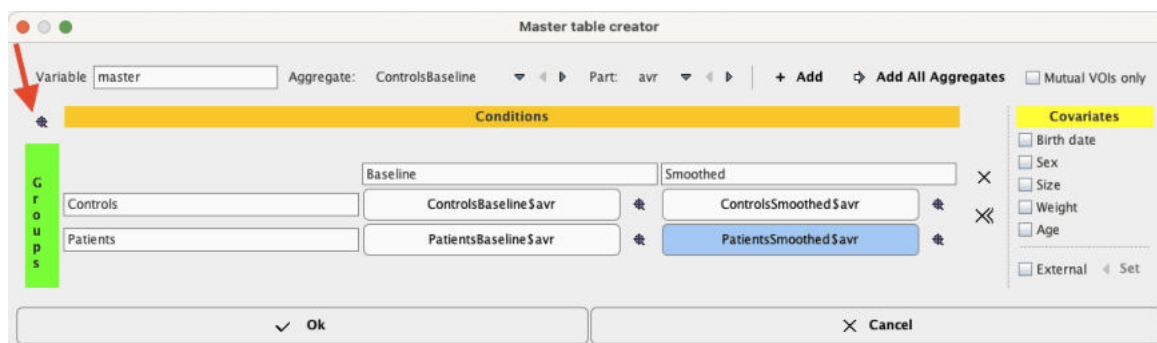 Master table creator
Variable master Aggregate: ControlsBaseline Part: avr + Add Add All Aggregates Mutual VOIs only
Conditions Covariates
Birth date
Baseline Smoothed Sex
Size
Controls ControlsBaseline$avr ControlsSmoothed$avr Weight
Patients PatientsBaseline$avr PatientsSmoothed$avr Age
Groups
External Set
Ok Cancel